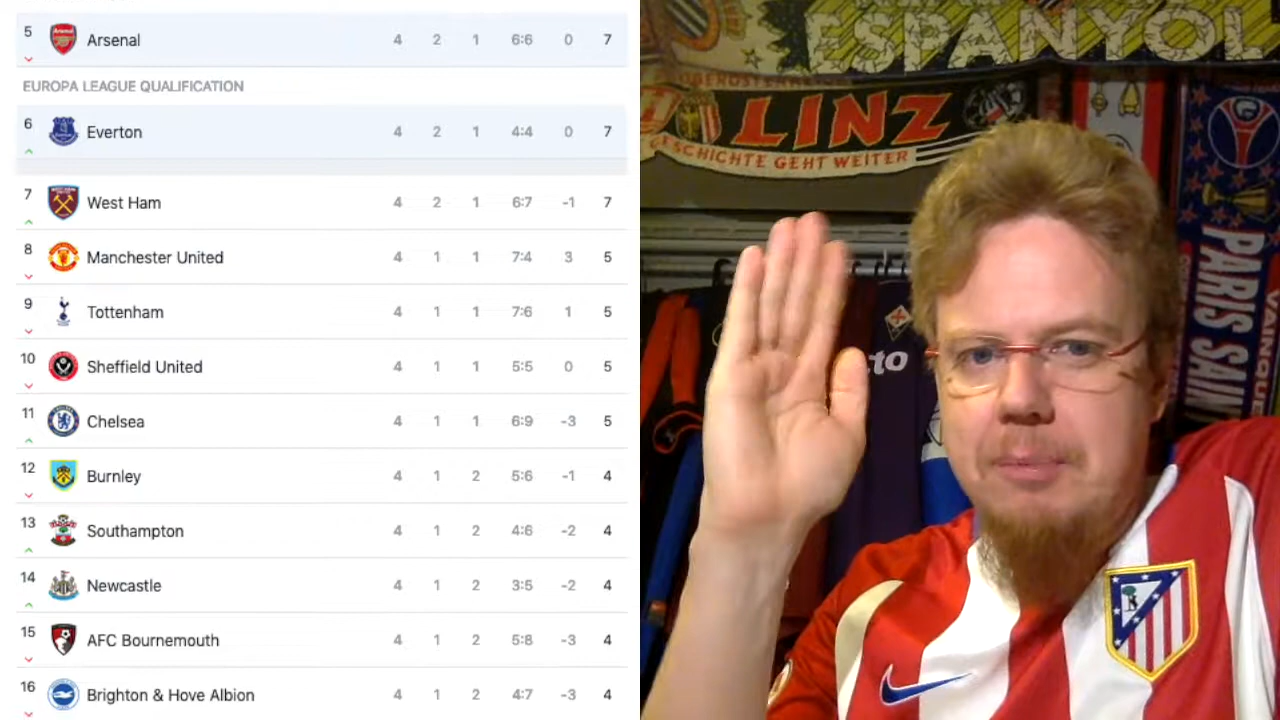 5 Arsenal 4 2 1 6:6 0 7
EUROPA LEAGUE QUALIFICATION
6 Everton 4 2 1 4:4 0 7
7 West Ham 4 2 1 6:7 -1 7
8 Manchester United 4 1 1 7:4 3 5
9 Tottenham 4 1 1 7:6 1 5
10 Sheffield United 4 1 1 5:5 0 5
11 Chelsea 4 1 1 6:9 -3 5
12 Burnley 4 1 2 5:6 -1 4
13 Southampton 4 1 2 4:6 -2 4
14 Newcastle 4 1 2 3:5 -2 4
15 AFC Bournemouth 4 1 2 5:8 -3 4
16 Brighton & Hove Albion 4 1 2 4:7 -3 4
ESPANYOL
LINZ
GESCHICHTE GEHT WEITER
PARIS SAIN
to